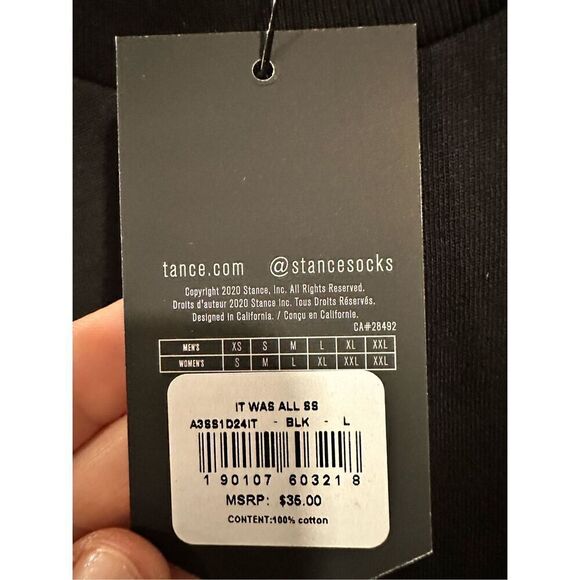 tance.com @stancesocks
Copyright 2020 Stance, Inc. All Rights Reserved.
Droits d'auteur 2020 Stance Inc. Tous Droits Réservés.
Designed in California. / Conçu en Californie.
CA#28492
MEN'S XS S M L XL XXL
WOMEN'S S M L XL XXL XXL
IT WAS ALL SS
A3SS1D24IT - BLK - L
1 90107 60321 8
MSRP: $35.00
CONTENT:100% cotton